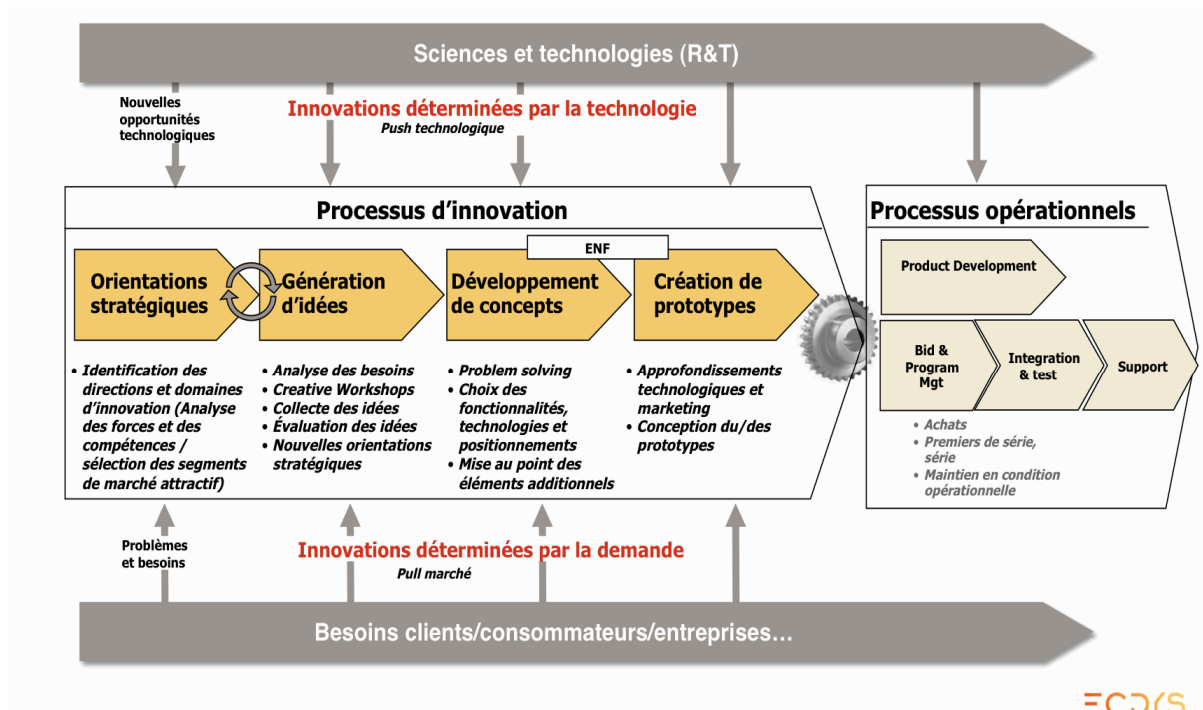 Sciences et technologies (R&T)
Nouvelles
opportunités
technologiques
Innovations déterminées par la technologie
Push technologique
Processus d'innovation
ENF
Orientations
stratégiques
Génération
d'idées
Développement
de concepts
Création de
prototypes
• Identification des
directions et domaines
d'innovation (Analyse
des forces et des
compétences /
sélection des segments
de marché attractif)
• Analyse des besoins
• Creative Workshops
• Collecte des idées
• Évaluation des idées
• Nouvelles orientations
stratégiques
• Problem solving
• Choix des
fonctionnalités,
technologies et
positionnements
• Mise au point des
éléments additionnels
• Approfondissements
technologiques et
marketing
• Conception du/des
prototypes
Processus opérationnels
Product Development
Bid &
Program
Mgt
Integration
& test
Support
• Achats
• Premiers de série,
série
• Maintien en condition
opérationnelle
Problèmes
et besoins
Innovations déterminées par la demande
Pull marché
Besoins clients/consommateurs/entreprises…